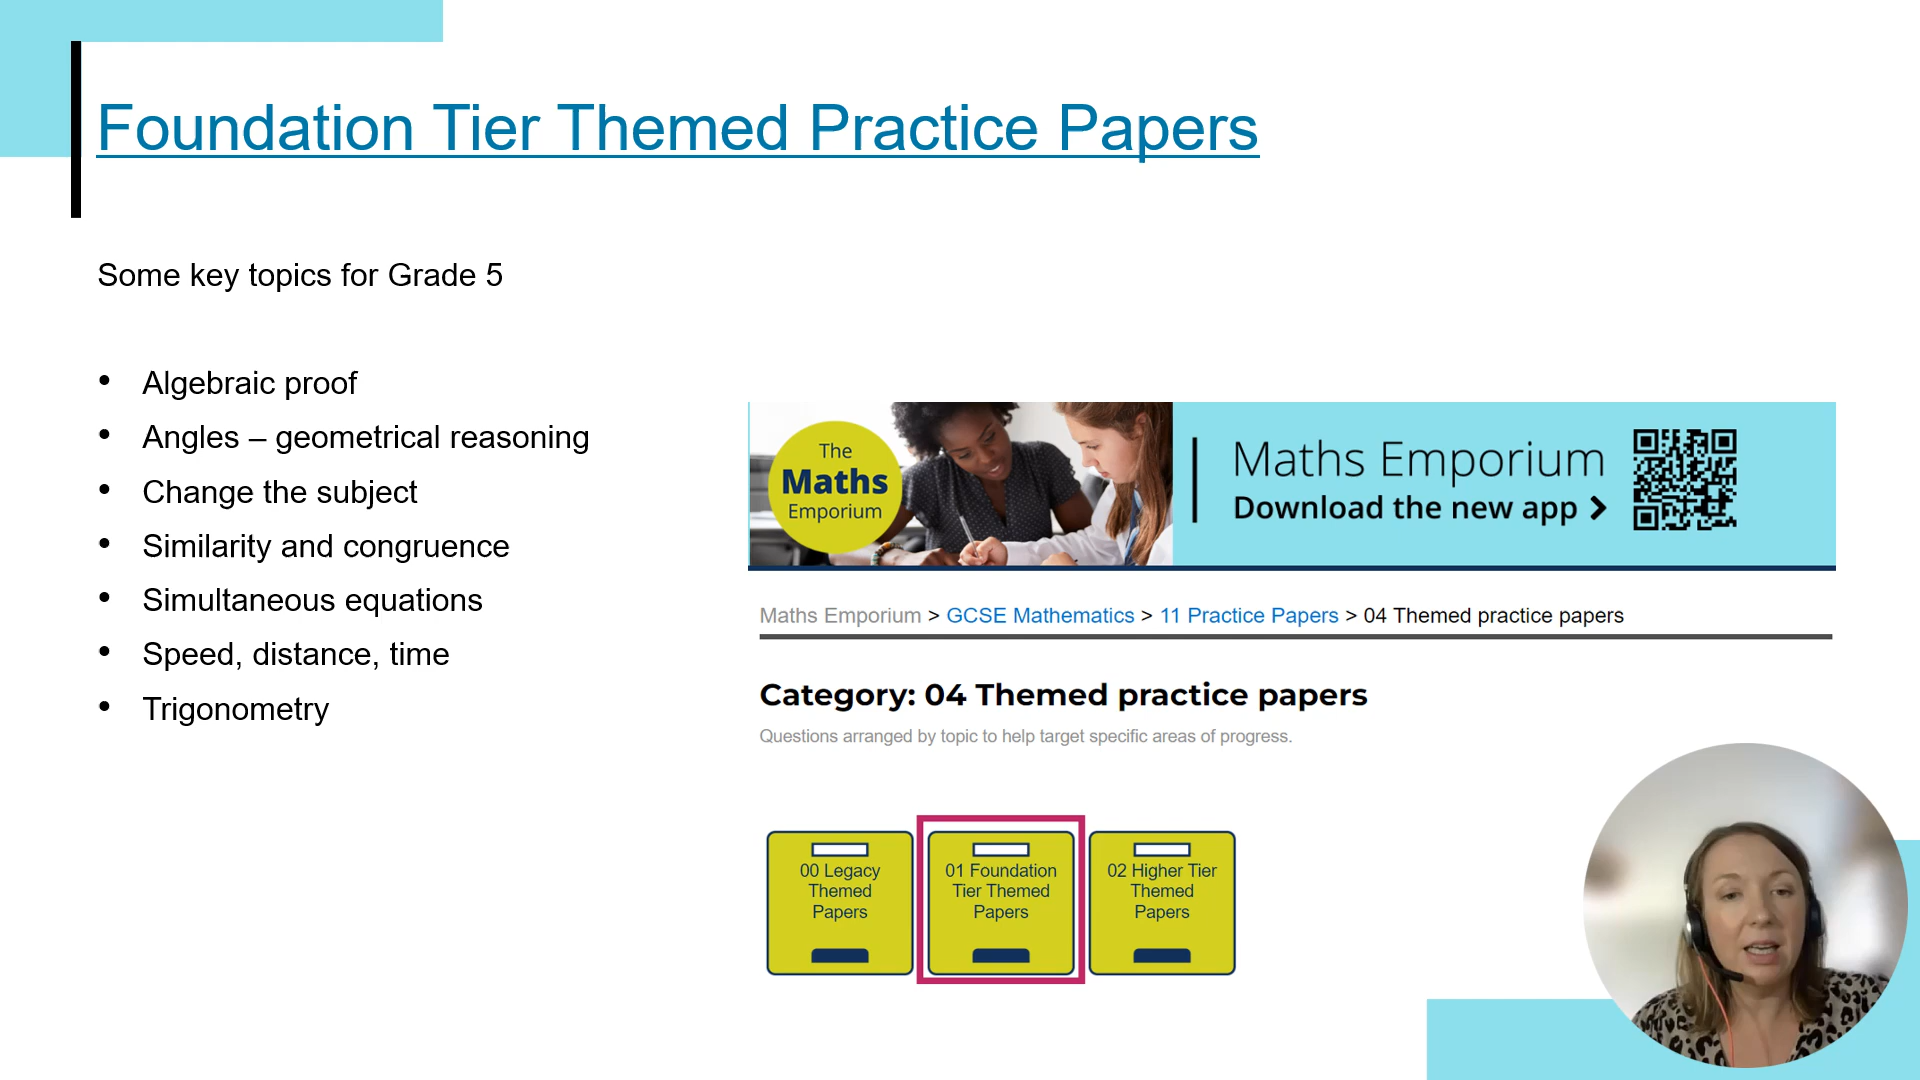 Foundation Tier Themed Practice Papers
Some key topics for Grade 5
• Algebraic proof
• Angles – geometrical reasoning
• Change the subject
• Similarity and congruence
• Simultaneous equations
• Speed, distance, time
• Trigonometry
The
Maths
Emporium
Maths Emporium
Download the new app >
Maths Emporium > GCSE Mathematics > 11 Practice Papers > 04 Themed practice papers
Category: 04 Themed practice papers
Questions arranged by topic to help target specific areas of progress.
00 Legacy
Themed
Papers
01 Foundation
Tier Themed
Papers
02 Higher Tier
Themed
Papers